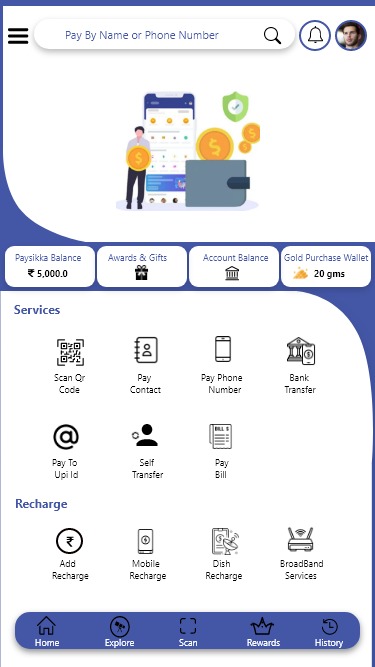 Pay By Name or Phone Number
Paysikka Balance
₹ 5,000.0
Awards & Gifts
Account Balance
Gold Purchase Wallet
20 gms
Services
Scan Qr
Code
Pay
Contact
Pay Phone
Number
Bank
Transfer
Pay To
Upi Id
Self
Transfer
BILL $
Pay
Bill
Recharge
Add
Recharge
Mobile
Recharge
Dish
Recharge
BroadBand
Services
Home
Explore
Scan
Rewards
History